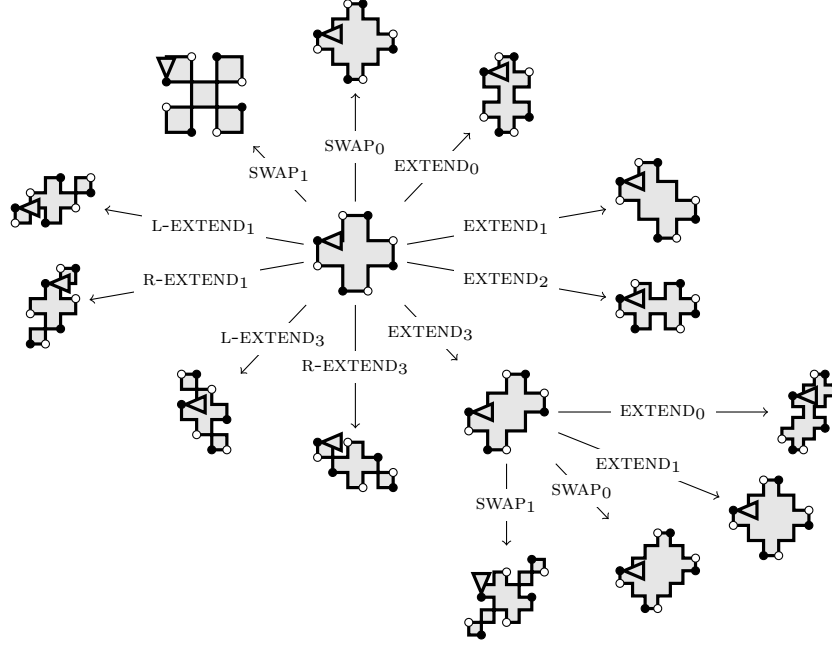 SWAP0
EXTEND0
SWAP1
L-EXTEND1
EXTEND1
R-EXTEND1
EXTEND2
L-EXTEND3
EXTEND3
R-EXTEND3
EXTEND0
EXTEND1
SWAP0
SWAP1